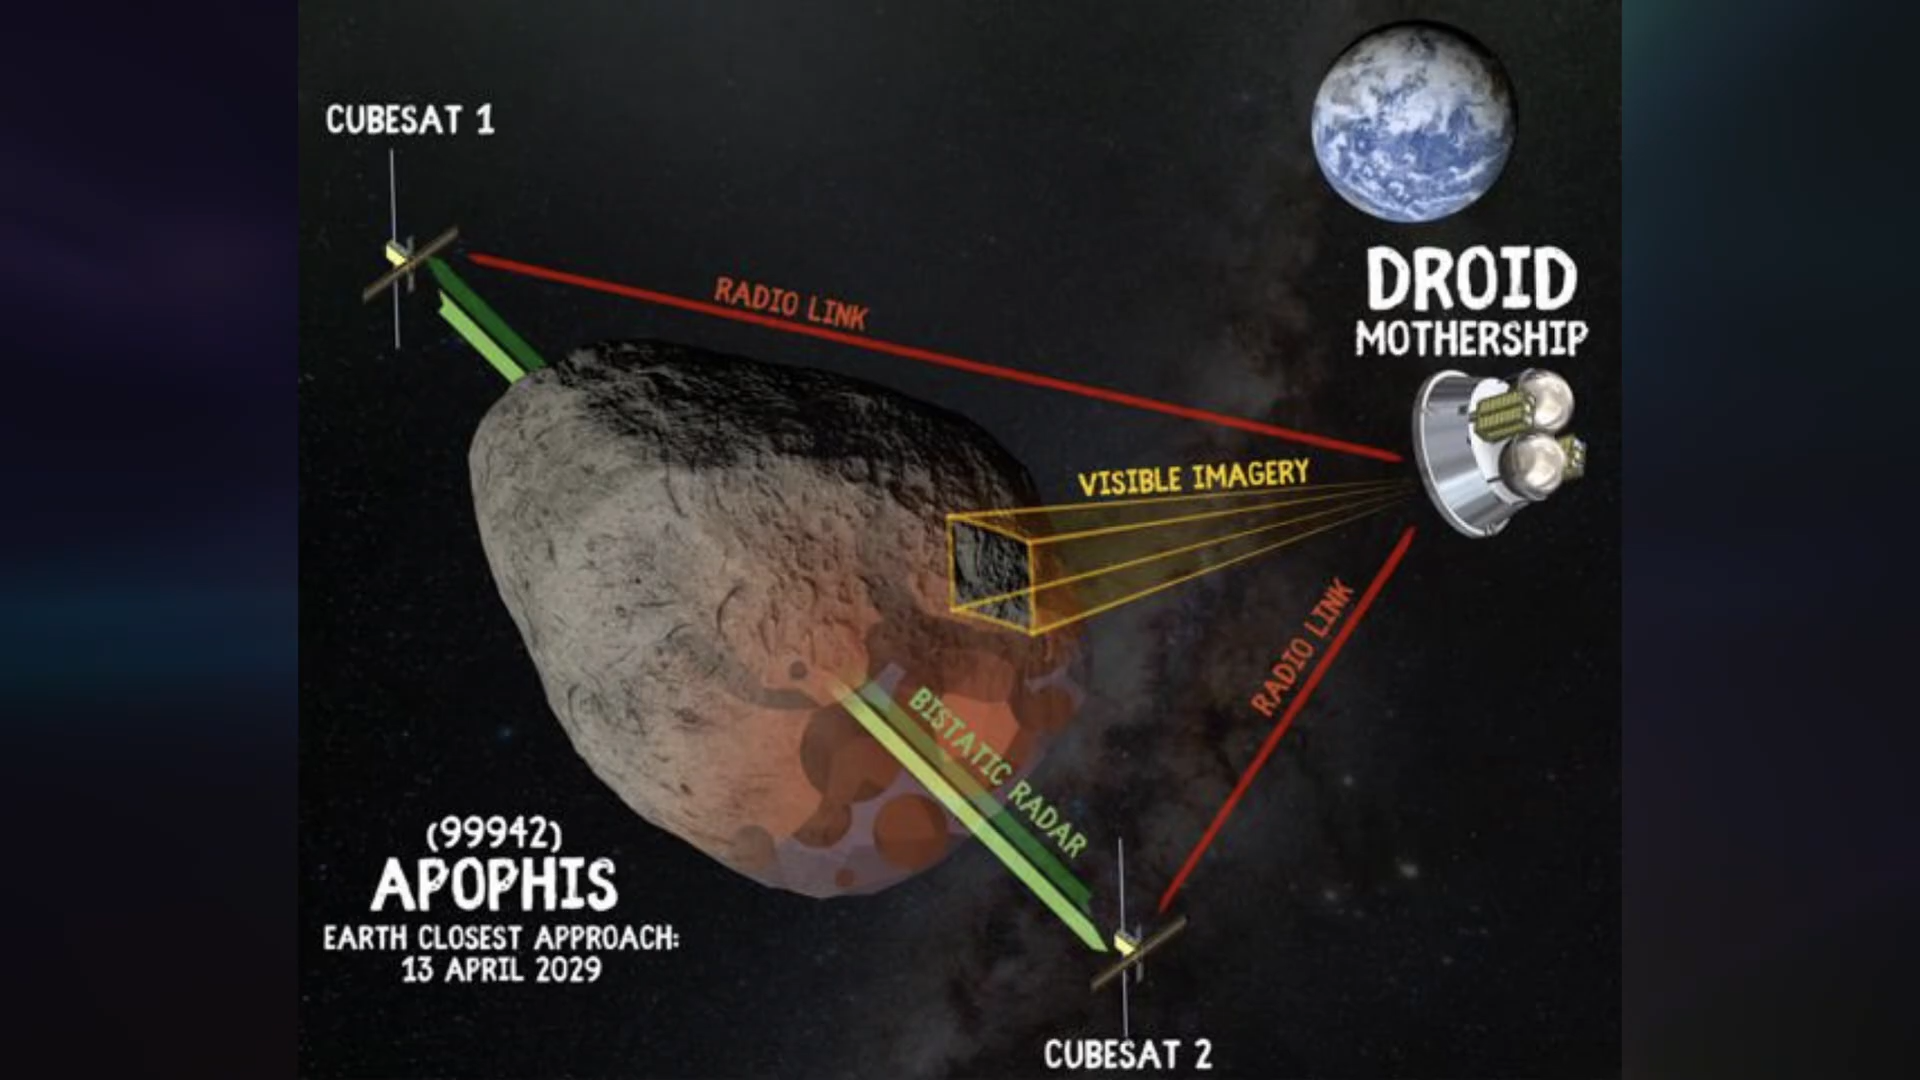 CUBESAT 1
RADIO LINK
DROID
MOTHERSHIP
VISIBLE IMAGERY
RADIO LINK
BISTATIC RADAR
(99942)
APOPHIS
EARTH CLOSEST APPROACH:
13 APRIL 2029
CUBESAT 2